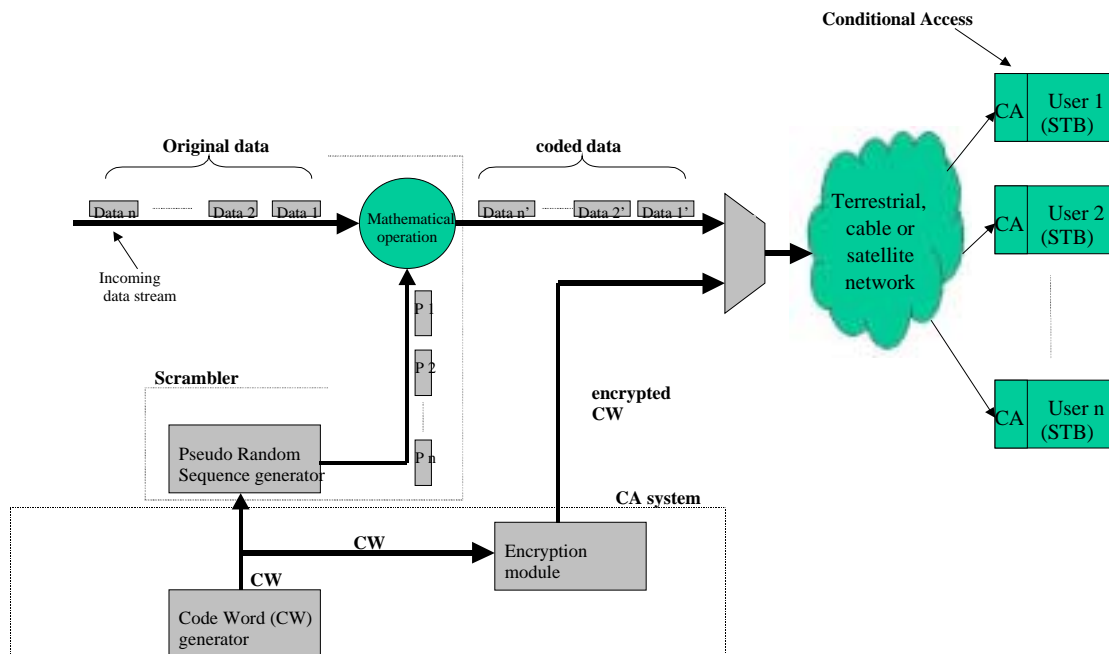 Conditional Access
CA
User 1
(STB)
Original data
coded data
Data n
Data 2
Data 1
Mathematical
operation
Data n’
Data 2’
Data 1’
Terrestrial,
cable or
satellite
network
CA
User 2
(STB)
Incoming
data stream
P 1
P 2
P n
Scrambler
encrypted
CW
CA
User n
(STB)
Pseudo Random
Sequence generator
CA system
CW
Encryption
module
CW
Code Word (CW)
generator